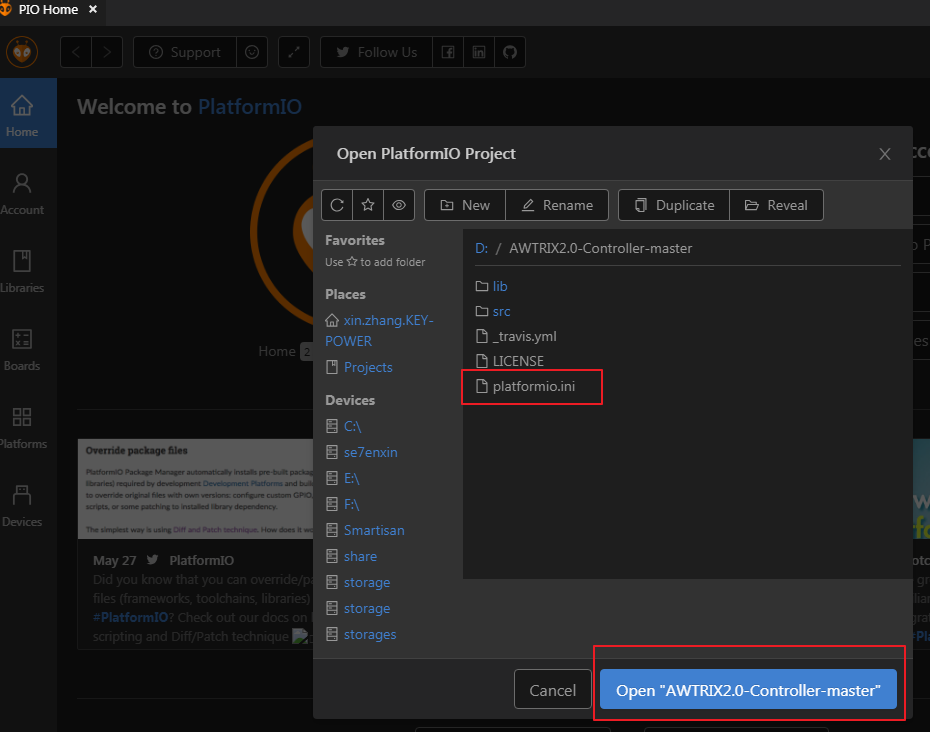 PIO Home ×
Support
Follow Us
Welcome to PlatformIO
Home
Account
Libraries
Boards
Platforms
Devices
Home 2
Open PlatformIO Project
New
Rename
Duplicate
Reveal
Favorites
Use ☆ to add folder
Places
xin.zhang.KEY-
POWER
Projects
Devices
C:\
se7enxin
E:\
F:\
Smartisan
share
storage
storage
storages
D: / AWTRIX2.0-Controller-master
lib
src
_travis.yml
LICENSE
platformio.ini
Cancel
Open "AWTRIX2.0-Controller-master"
Override package files
PlatformIO Package Manager automatically installs pre-built packag
libraries) required by development Development Platforms and buil
to override original files with own versions: configure custom GPIO,
scripts, or some patching to installed library dependency.
The simplest way is using Diff and Patch technique. How does it wo
May 27 PlatformIO
Did you know that you can override/pa
files (frameworks, toolchains, libraries)
#PlatformIO? Check out our docs on
scripting and Diff/Patch technique